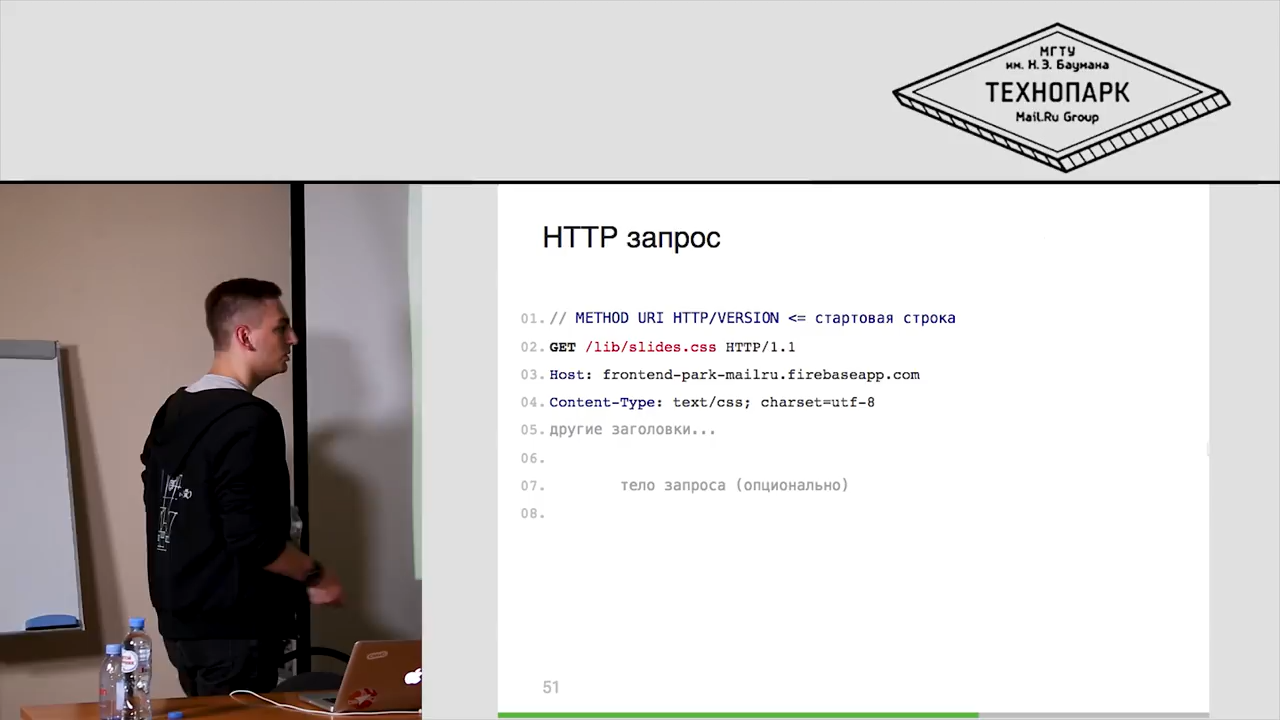 МГТУ
им. Н.Э. Баумана
ТЕХНОПАРК
Mail.Ru Group
HTTP запрос
01. // METHOD URI HTTP/VERSION <= стартовая строка
02. GET /lib/slides.css HTTP/1.1
03. Host: frontend-park-mailru.firebaseapp.com
04. Content-Type: text/css; charset=utf-8
05. другие заголовки...
06.
07. тело запроса (опционально)
08.
51